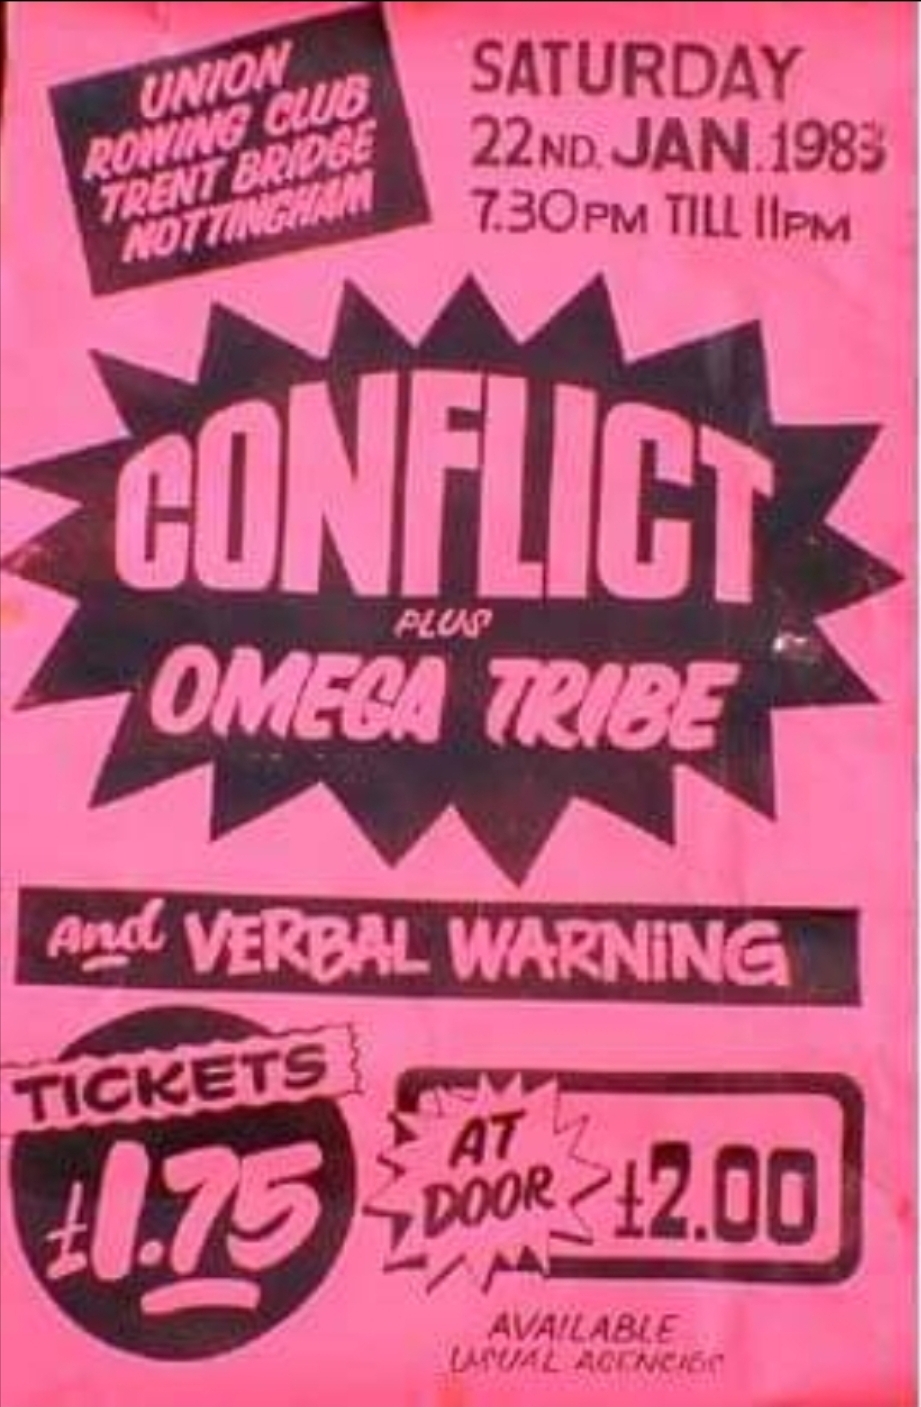 UNION
ROWING CLUB
TRENT BRIDGE
NOTTINGHAM
SATURDAY
22ND. JAN. 1983
7.30PM TILL 11PM
CONFLICT
PLUS
OMEGA TRIBE
And VERBAL WARNING
TICKETS
£1.75
AT
DOOR
£2.00
AVAILABLE
USUAL AGENCIES